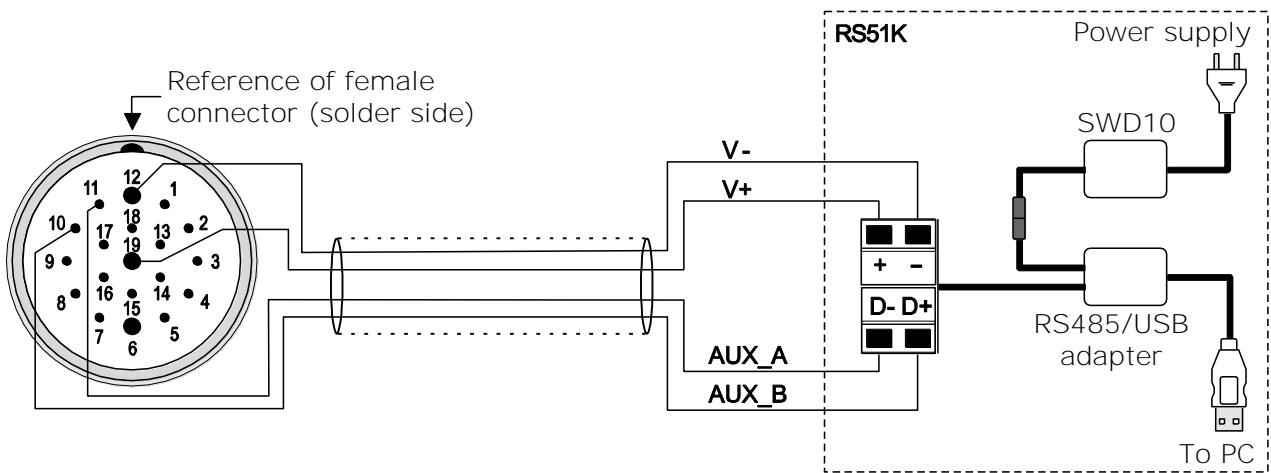 RS51K
Power supply
Reference of female
connector (solder side)
SWD10
V-
V+
12
11
1
10
18
2
17
13
19
9
3
16
14
8
15
4
7
5
6
+ -
D- D+
RS485/USB
adapter
AUX_A
AUX_B
To PC